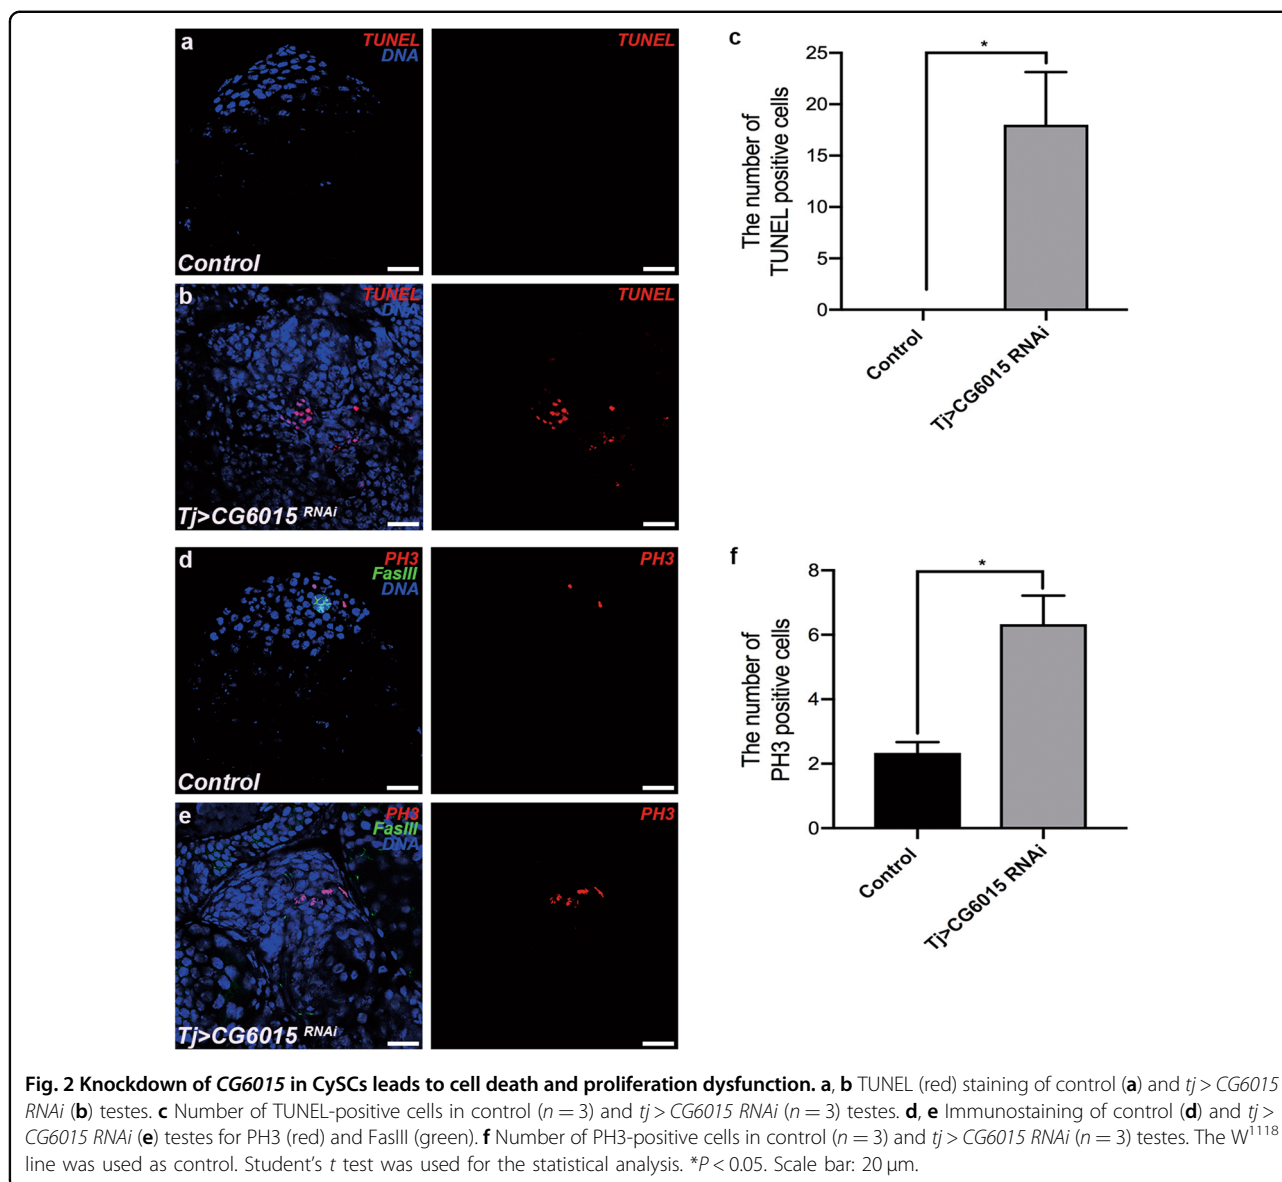 a
TUNEL
DNA
Control
TUNEL
b
TUNEL
DNA
Tj>CG6015 RNAi
TUNEL
c
The number of
TUNEL positive cells
25
20
15
10
5
0
*
Control
Tj>CG6015 RNAi
d
PH3
FasIII
DNA
Control
PH3
e
PH3
FasIII
DNA
Tj>CG6015 RNAi
PH3
f
The number of
PH3 positive cells
8
6
4
2
0
*
Control
Tj>CG6015 RNAi
Fig. 2 Knockdown of CG6015 in CySCs leads to cell death and proliferation dysfunction. a, b TUNEL (red) staining of control (a) and tj > CG6015
RNAi (b) testes. c Number of TUNEL-positive cells in control (n = 3) and tj > CG6015 RNAi (n = 3) testes. d, e Immunostaining of control (d) and tj >
CG6015 RNAi (e) testes for PH3 (red) and FasIII (green). f Number of PH3-positive cells in control (n = 3) and tj > CG6015 RNAi (n = 3) testes. The W1118
line was used as control. Student's t test was used for the statistical analysis. *P < 0.05. Scale bar: 20 μm.